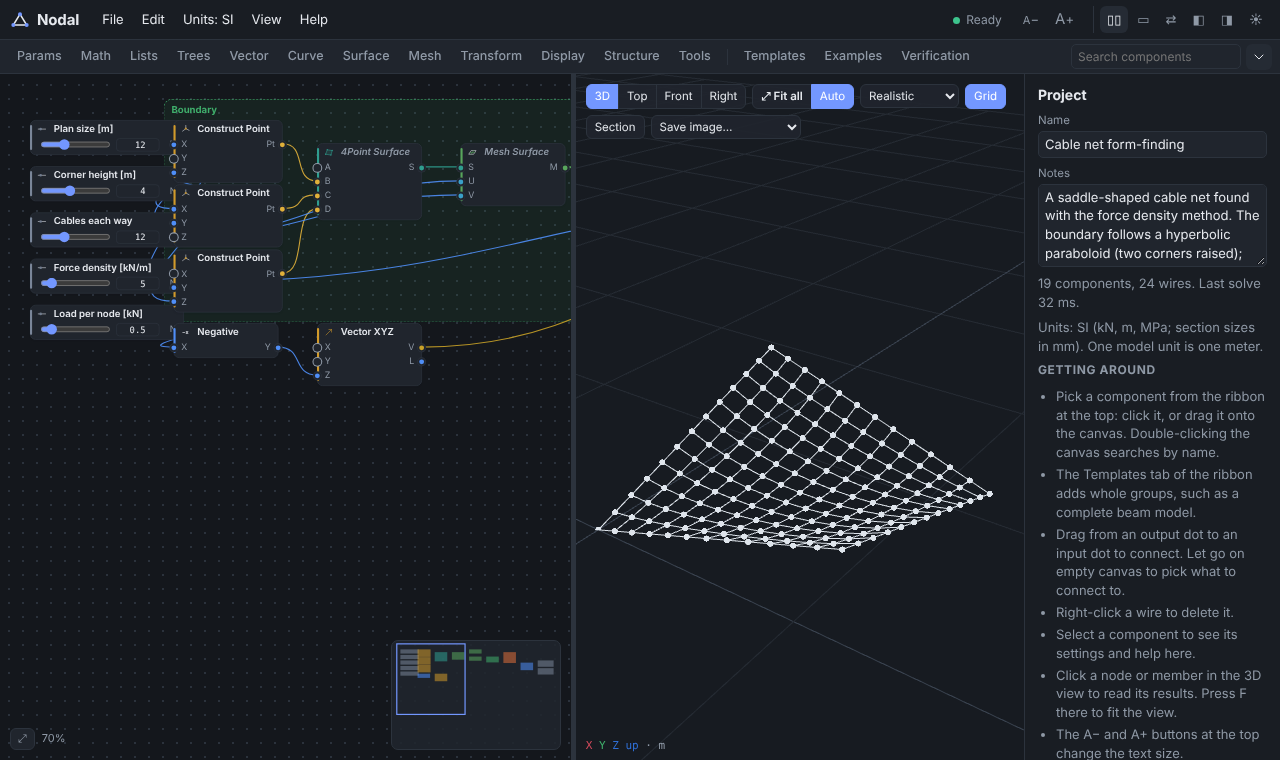 Nodal File Edit Units: SI View Help Ready A− A+
Params Math Lists Trees Vector Curve Surface Mesh Transform Display Structure Tools Templates Examples Verification Search components
Boundary
Plan size [m]
12
Corner height [m]
4
Cables each way
12
Force density [kN/m]
5
Load per node [kN]
0.5
Construct Point
X Pt
Y
Z
Construct Point
X Pt
Y
Z
Construct Point
X Pt
Y
Z
Negative
X Y
4Point Surface
A S
B
C
D
Mesh Surface
S M
U
V
Vector XYZ
X V
Y L
Z
70%
3D Top Front Right Fit all Auto Realistic Grid
Section Save image...
X Y Z up · m
Project
Name
Cable net form-finding
Notes
A saddle-shaped cable net found
with the force density method. The
boundary follows a hyperbolic
paraboloid (two corners raised);
19 components, 24 wires. Last solve
32 ms.
Units: SI (kN, m, MPa; section sizes
in mm). One model unit is one meter.
GETTING AROUND
• Pick a component from the ribbon
at the top: click it, or drag it onto
the canvas. Double-clicking the
canvas searches by name.
• The Templates tab of the ribbon
adds whole groups, such as a
complete beam model.
• Drag from an output dot to an
input dot to connect. Let go on
empty canvas to pick what to
connect to.
• Right-click a wire to delete it.
• Select a component to see its
settings and help here.
• Click a node or member in the 3D
view to read its results. Press F
there to fit the view.
• The A− and A+ buttons at the top
change the text size.